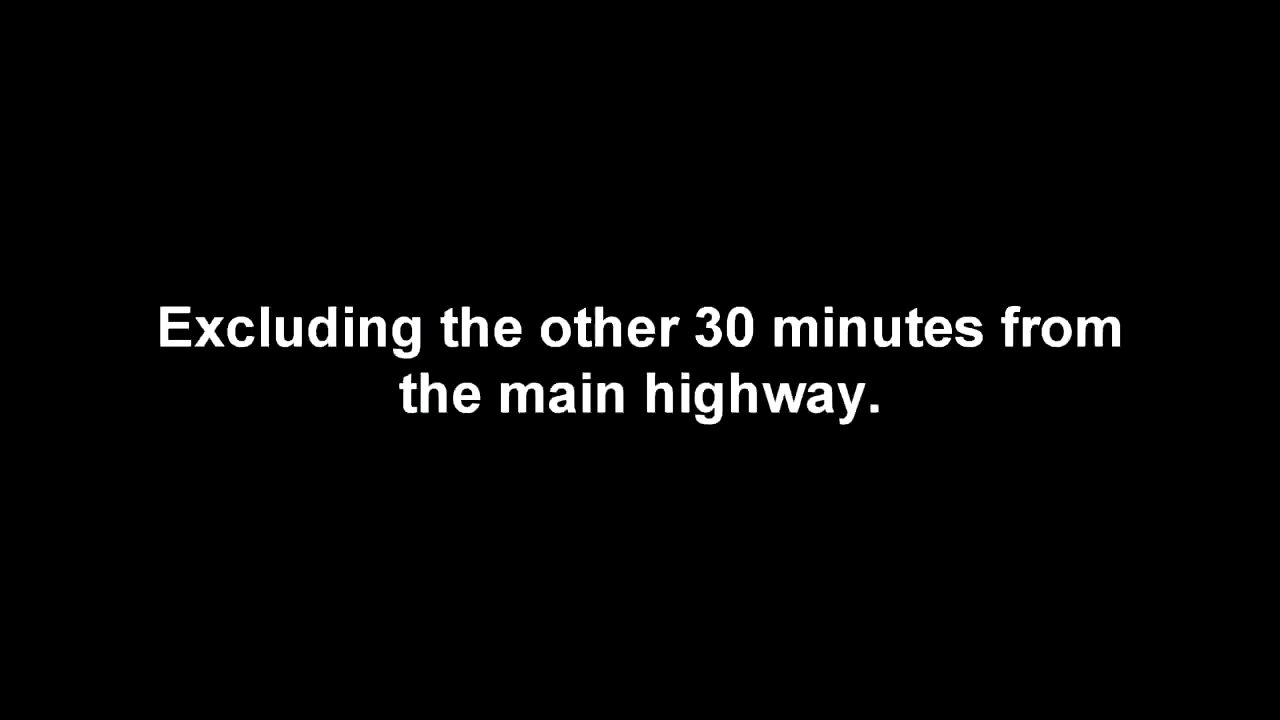 Excluding the other 30 minutes from
the main highway.